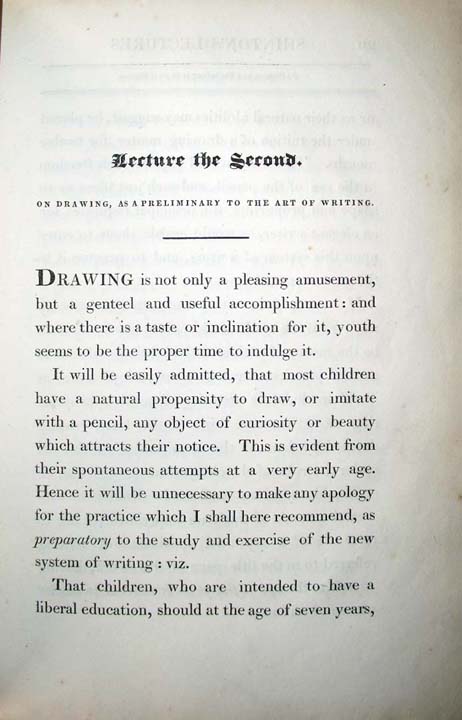 Lecture the Second.
ON DRAWING, AS A PRELIMINARY TO THE ART OF WRITING.
DRAWING is not only a pleasing amusement,
but a genteel and useful accomplishment: and
where there is a taste or inclination for it, youth
seems to be the proper time to indulge it.
It will be easily admitted, that most children
have a natural propensity to draw, or imitate
with a pencil, any object of curiosity or beauty
which attracts their notice. This is evident from
their spontaneous attempts at a very early age.
Hence it will be unnecessary to make any apology
for the practice which I shall here recommend, as
preparatory to the study and exercise of the new
system of writing: viz.
That children, who are intended to have a
liberal education, should at the age of seven years,